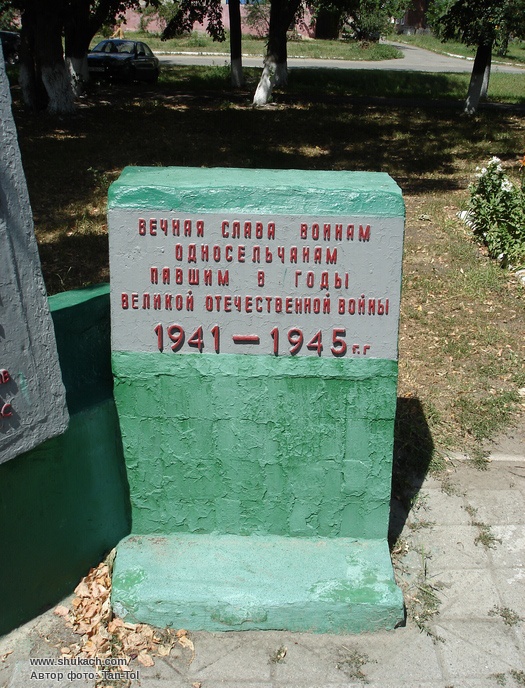 ВЕЧНАЯ СЛАВА ВОИНАМ
ОДНОСЕЛЬЧАНАМ
ПАВШИМ В ГОДЫ
ВЕЛИКОЙ ОТЕЧЕСТВЕННОЙ ВОЙНЫ
1941—1945 г.г
www.shukach.com/
Автор фото: Tan-Tol